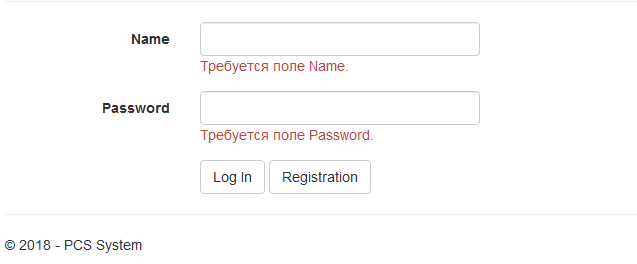 Name
Требуется поле Name.
Password
Требуется поле Password.
Log In Registration
© 2018 - PCS System